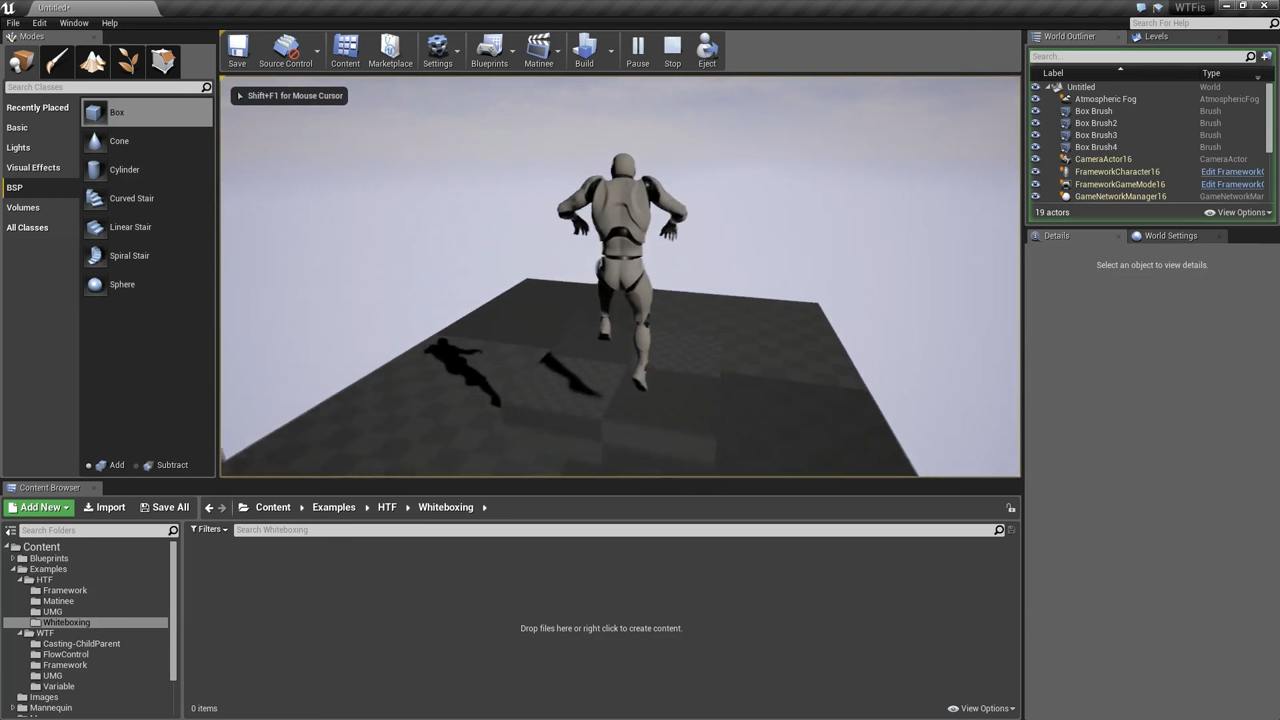 Untitled*
WTFis
File Edit Window Help
Search For Help
Modes
Search Classes
Recently Placed
Basic
Lights
Visual Effects
BSP
Volumes
All Classes
Box
Cone
Cylinder
Curved Stair
Linear Stair
Spiral Stair
Sphere
Add Subtract
Save Source Control Content Marketplace Settings Blueprints Matinee Build Pause Stop Eject
Shift+F1 for Mouse Cursor
World Outliner Levels
Search...
Label Type
Untitled World
Atmospheric Fog AtmosphericFog
Box Brush Brush
Box Brush2 Brush
Box Brush3 Brush
Box Brush4 Brush
CameraActor16 CameraActor
FrameworkCharacter16 Edit Framework(
FrameworkGameMode16 Edit Framework(
GameNetworkManager16 GameNetworkMar
19 actors View Options
Details World Settings
Select an object to view details.
Content Browser
Add New Import Save All Content Examples HTF Whiteboxing
Search Folders
Filters Search Whiteboxing
Content
Blueprints
Examples
HTF
Framework
Matinee
UMG
Whiteboxing
WTF
Casting-ChildParent
FlowControl
Framework
UMG
Variable
Images
Mannequin
Drop files here or right click to create content.
0 items View Options